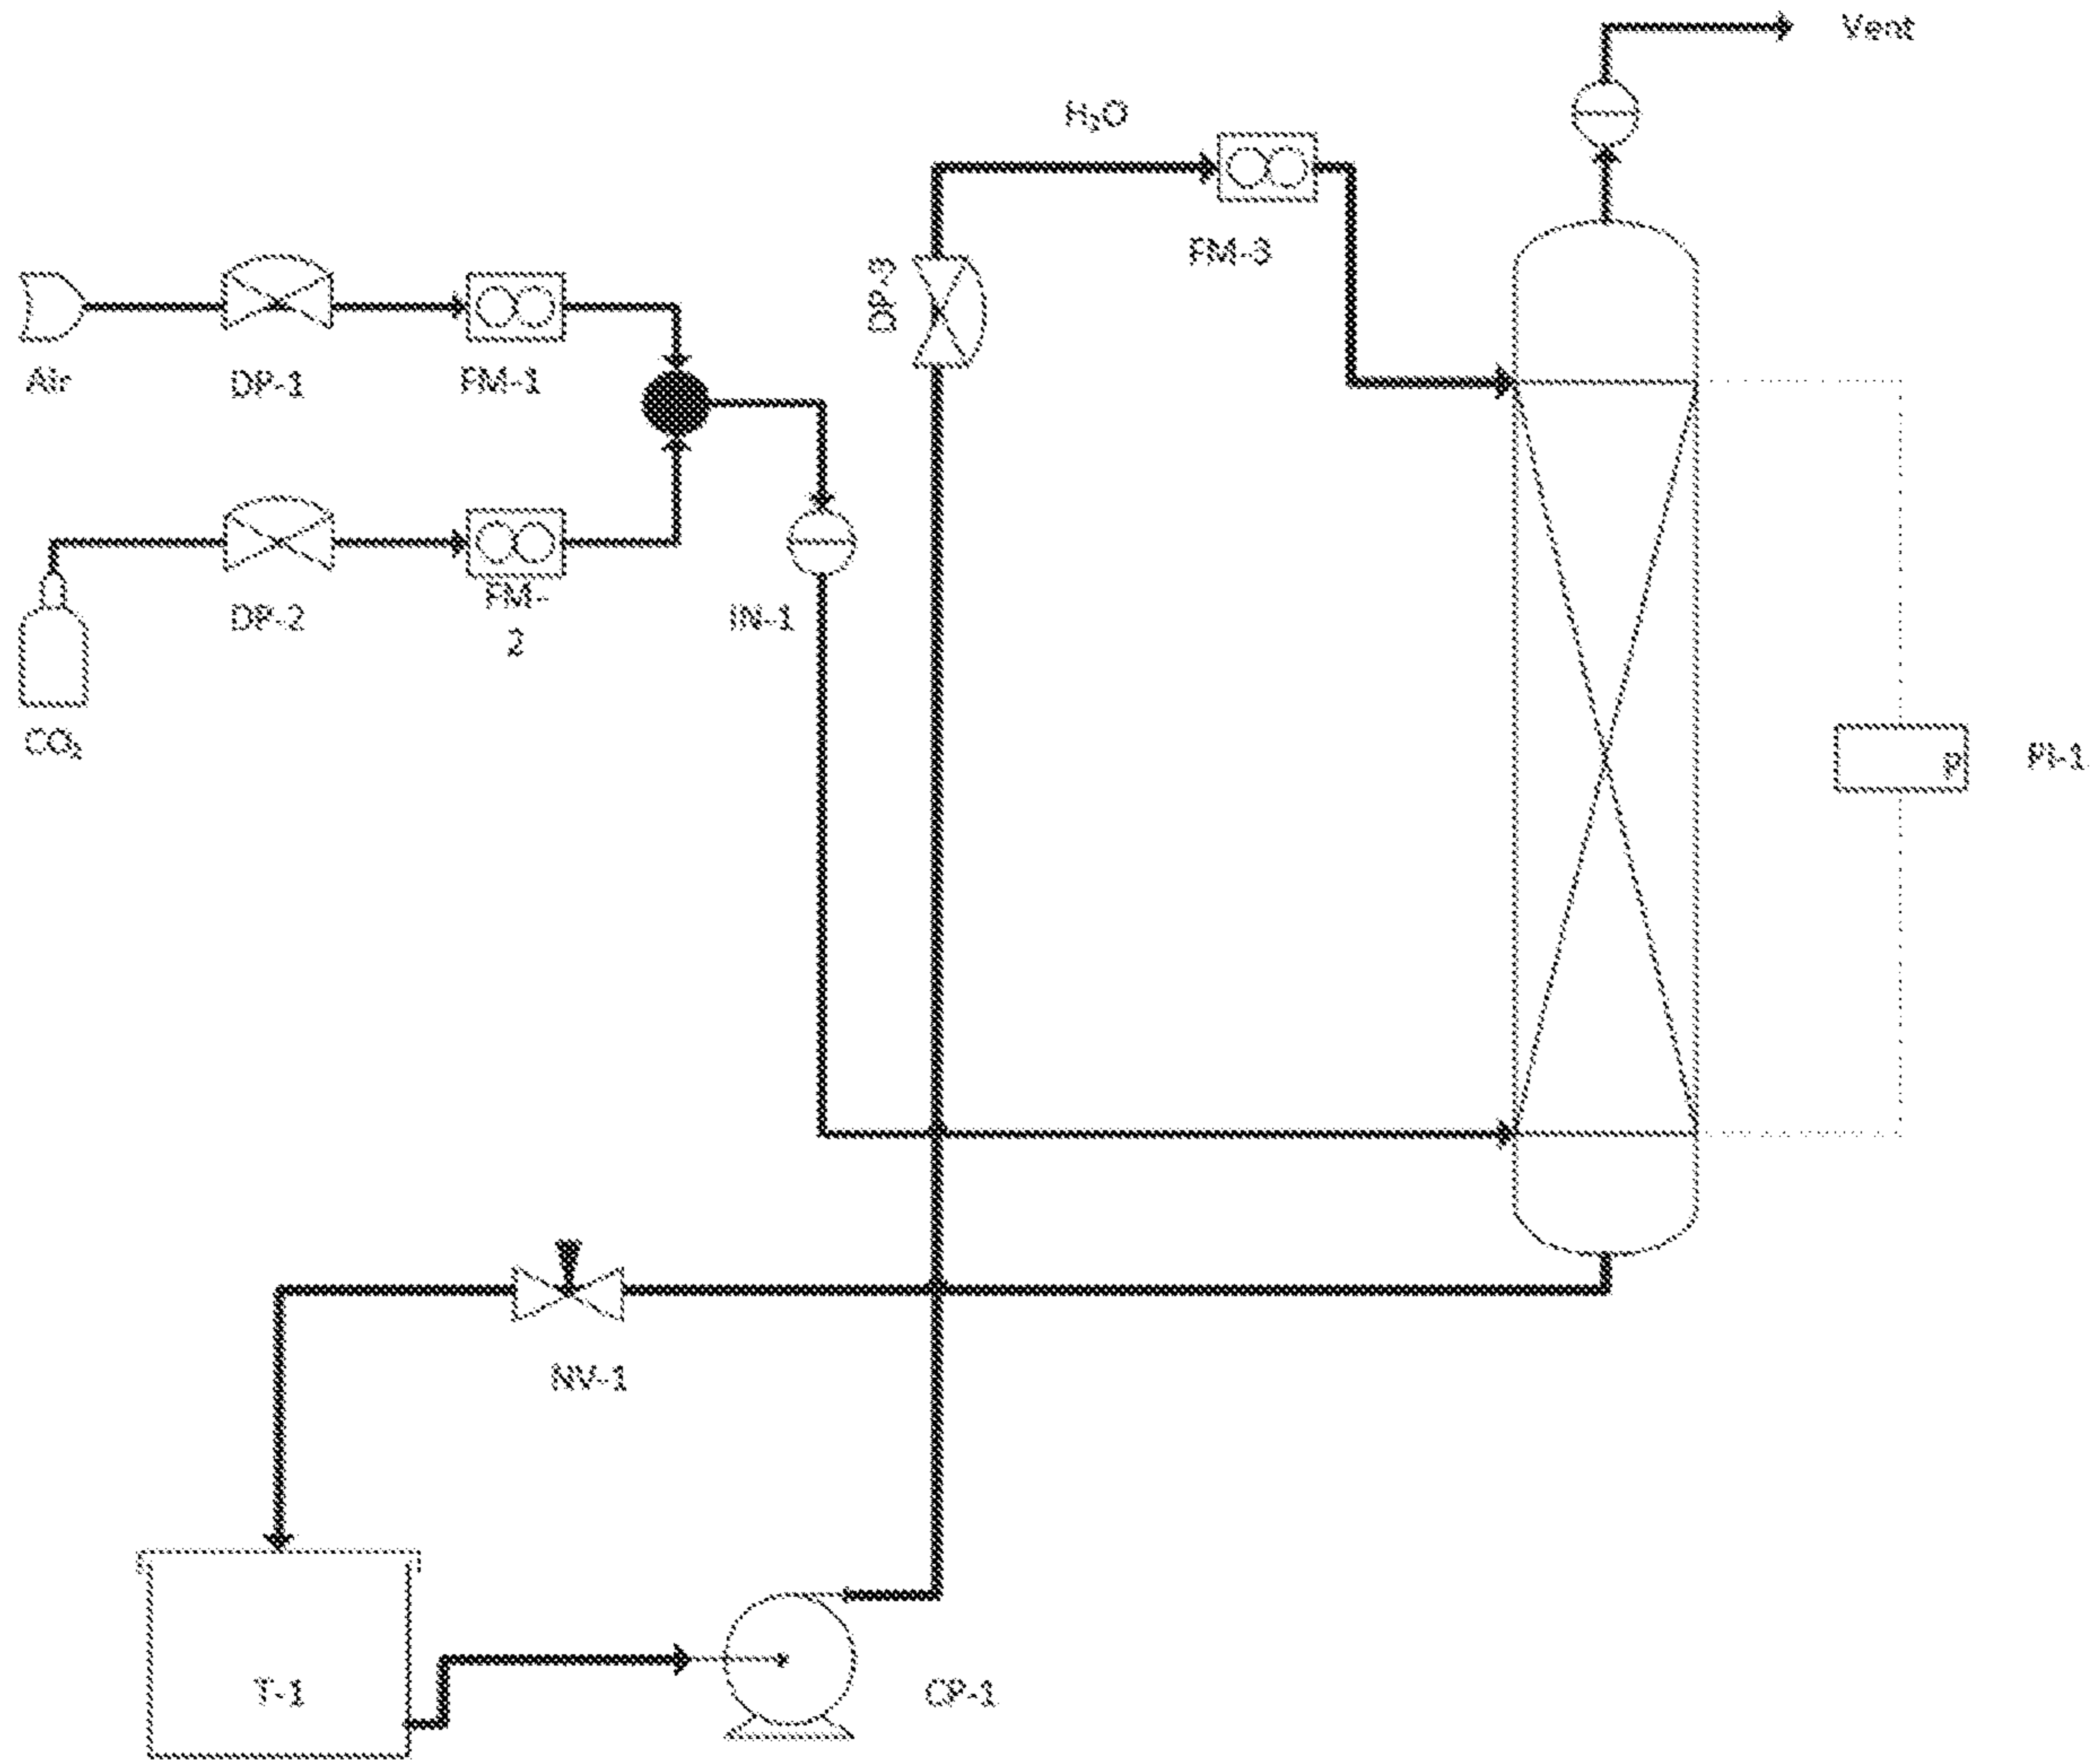 Vent
H₂O
FM-3
DP-3
Air
DP-1
FM-1
DP-2
FM-
2
IN-1
CO₂
P
PI-1
NV-1
T-1
CP-1